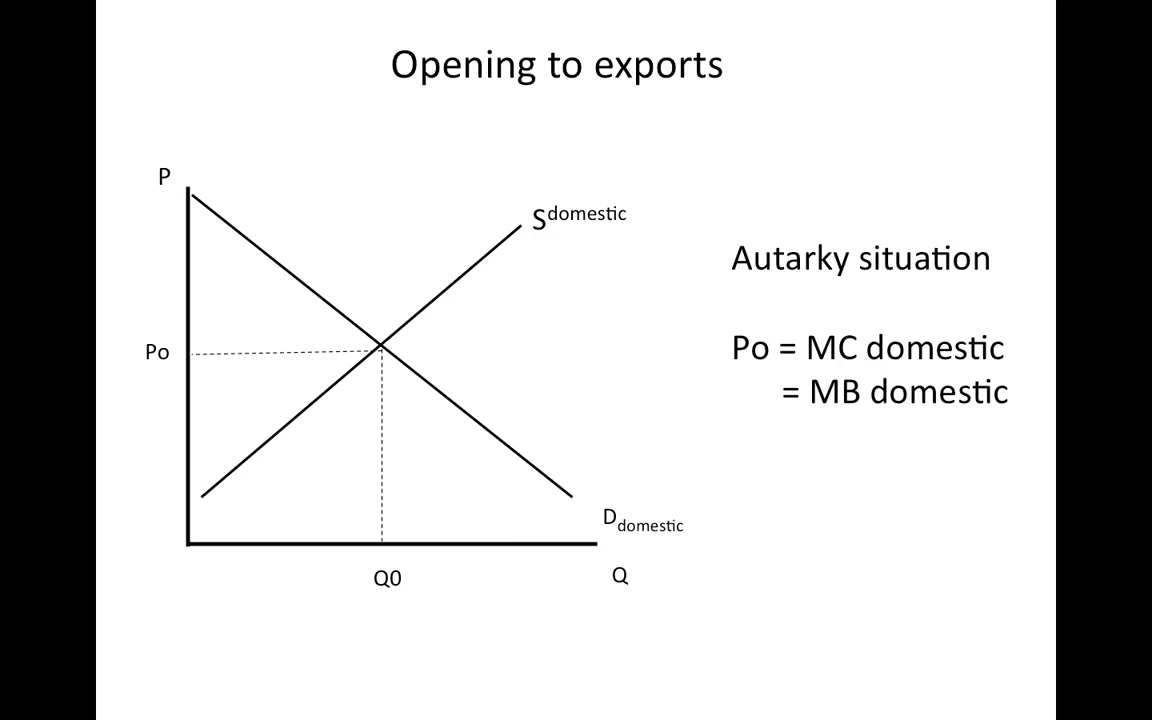 Opening to exports
P
Sdomestic
Autarky situation
Po
Po = MC domestic
= MB domestic
Ddomestic
Q0
Q